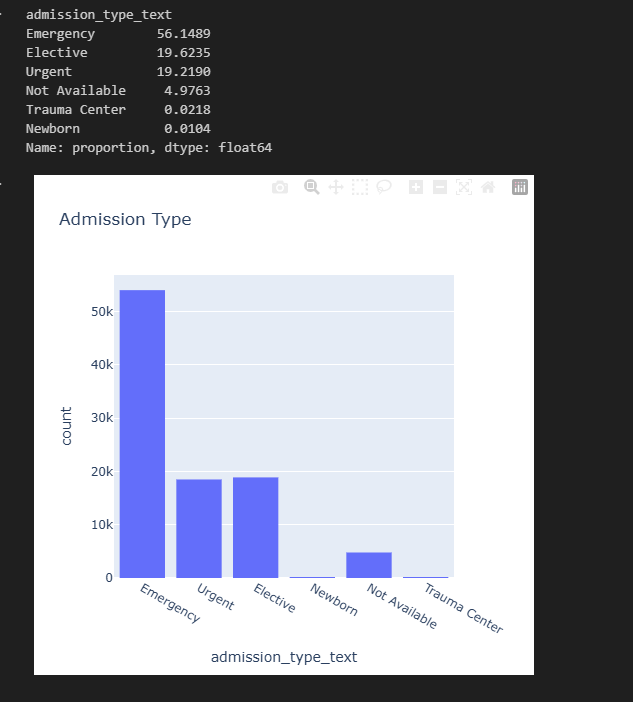 admission_type_text
Emergency 56.1489
Elective 19.6235
Urgent 19.2190
Not Available 4.9763
Trauma Center 0.0218
Newborn 0.0104
Name: proportion, dtype: float64
Admission Type
50k
40k
30k
20k
10k
0
count
Emergency
Urgent
Elective
Newborn
Not Available
Trauma Center
admission_type_text